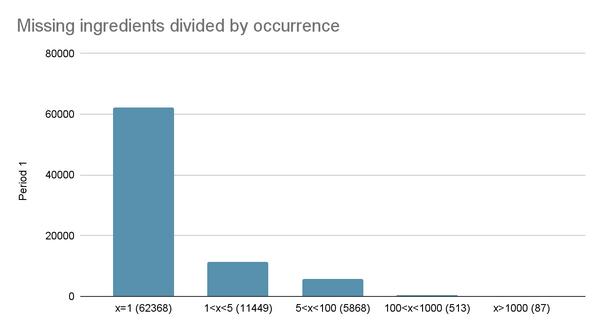 Missing ingredients divided by occurrence
80000
60000
40000
20000
0
Period 1
x=1 (62368)
1<x<5 (11449)
5<x<100 (5868)
100<x<1000 (513)
x>1000 (87)